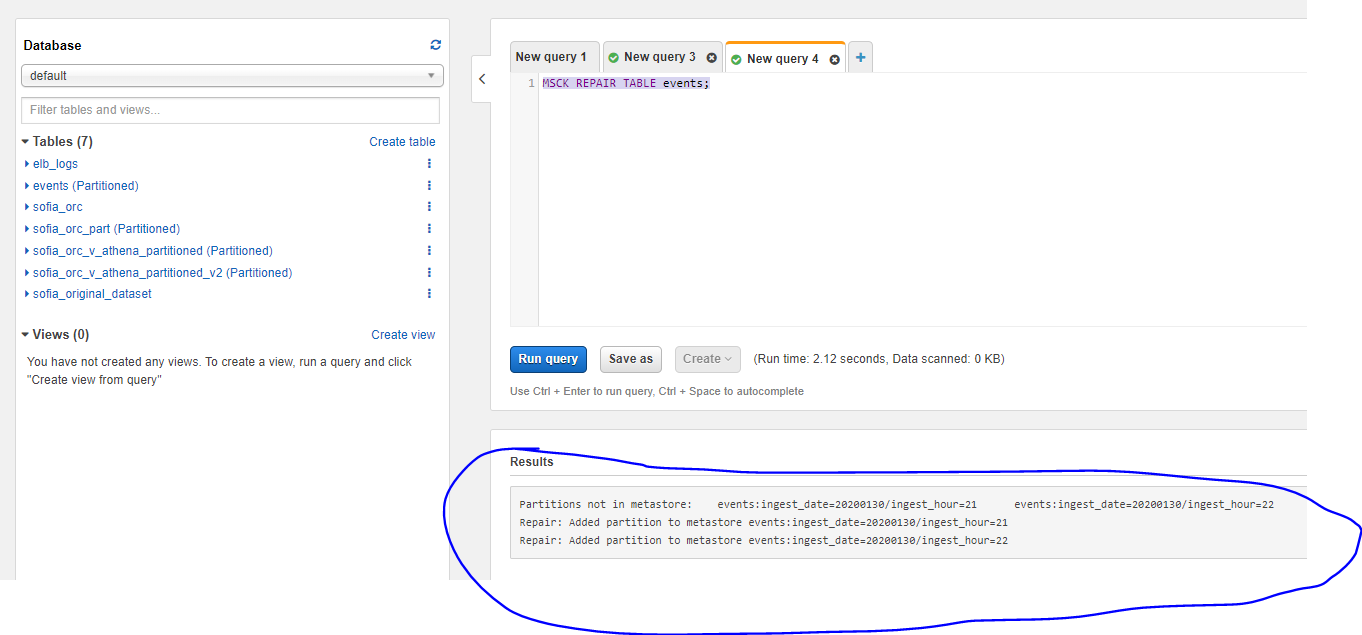 Database
default
Filter tables and views...
Tables (7) Create table
elb_logs
events (Partitioned)
sofia_orc
sofia_orc_part (Partitioned)
sofia_orc_v_athena_partitioned (Partitioned)
sofia_orc_v_athena_partitioned_v2 (Partitioned)
sofia_original_dataset
Views (0) Create view
You have not created any views. To create a view, run a query and click
"Create view from query"
New query 1 New query 3 New query 4
1 MSCK REPAIR TABLE events;
Run query Save as Create (Run time: 2.12 seconds, Data scanned: 0 KB)
Use Ctrl + Enter to run query, Ctrl + Space to autocomplete
Results
Partitions not in metastore: events:ingest_date=20200130/ingest_hour=21 events:ingest_date=20200130/ingest_hour=22
Repair: Added partition to metastore events:ingest_date=20200130/ingest_hour=21
Repair: Added partition to metastore events:ingest_date=20200130/ingest_hour=22